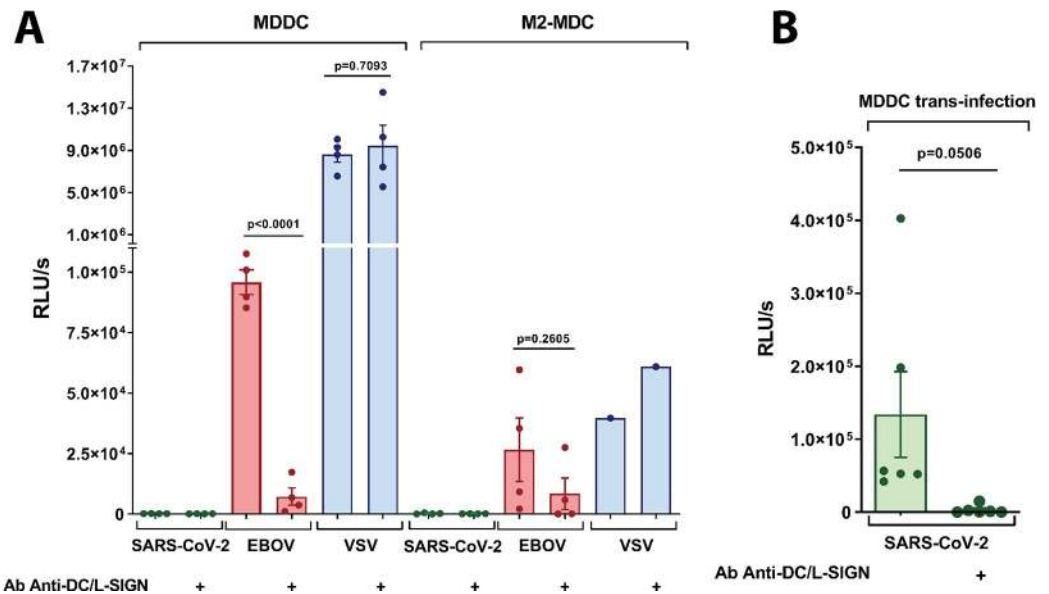 A
MDDC
M2-MDC
RLU/s
1.7×10⁷
1.3×10⁷
9.0×10⁶
5.0×10⁶
1.0×10⁶
1.0×10⁵
7.5×10⁴
5.0×10⁴
2.5×10⁴
0
p<0.0001
p=0.7093
p=0.2605
SARS-CoV-2 EBOV VSV SARS-CoV-2 EBOV VSV
Ab Anti-DC/L-SIGN + + + + + +
B
MDDC trans-infection
p=0.0506
RLU/s
5.0×10⁵
4.0×10⁵
3.0×10⁵
2.0×10⁵
1.0×10⁵
0
SARS-CoV-2
Ab Anti-DC/L-SIGN +